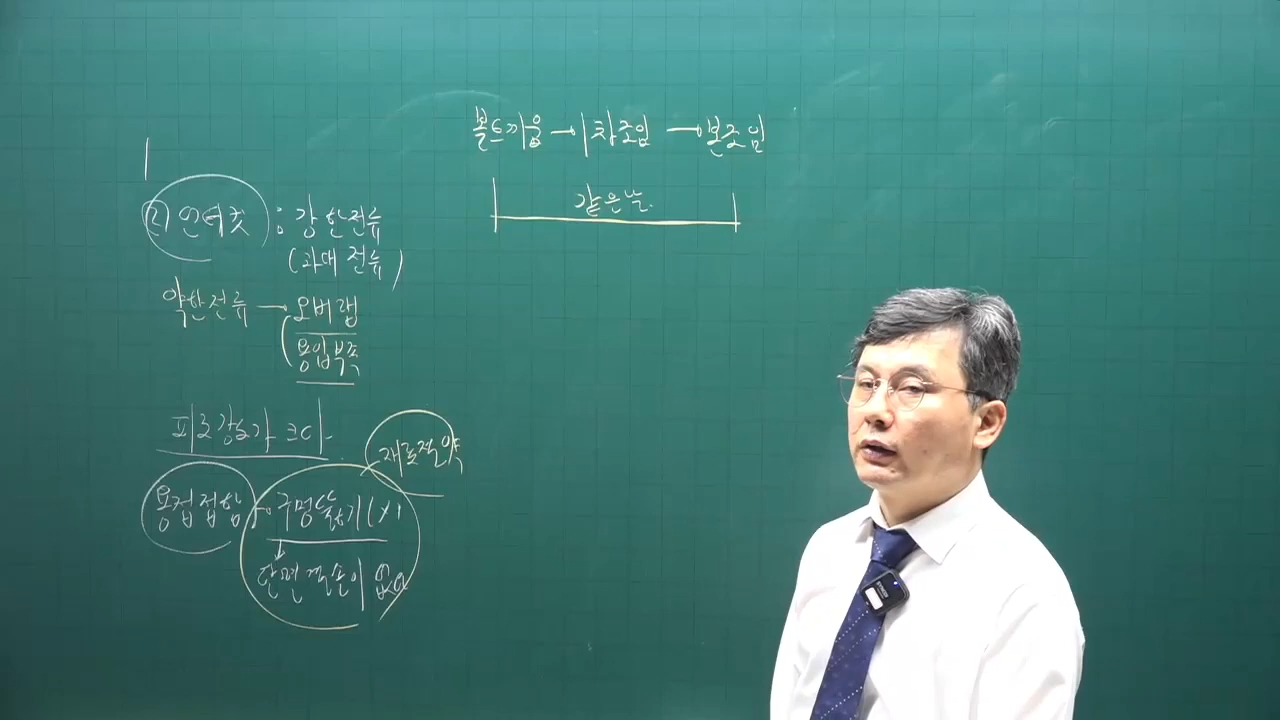 볼트끼움 → 1차조임 → 본조임
같은날.
② 언더컷 : 강한전류
(과대 전류)
약한전류 → 오버랩
용입부족
피로강도가 크다.
재료절약
용접접합 → 구멍뚫기(x)
↓
단면결손이 없다